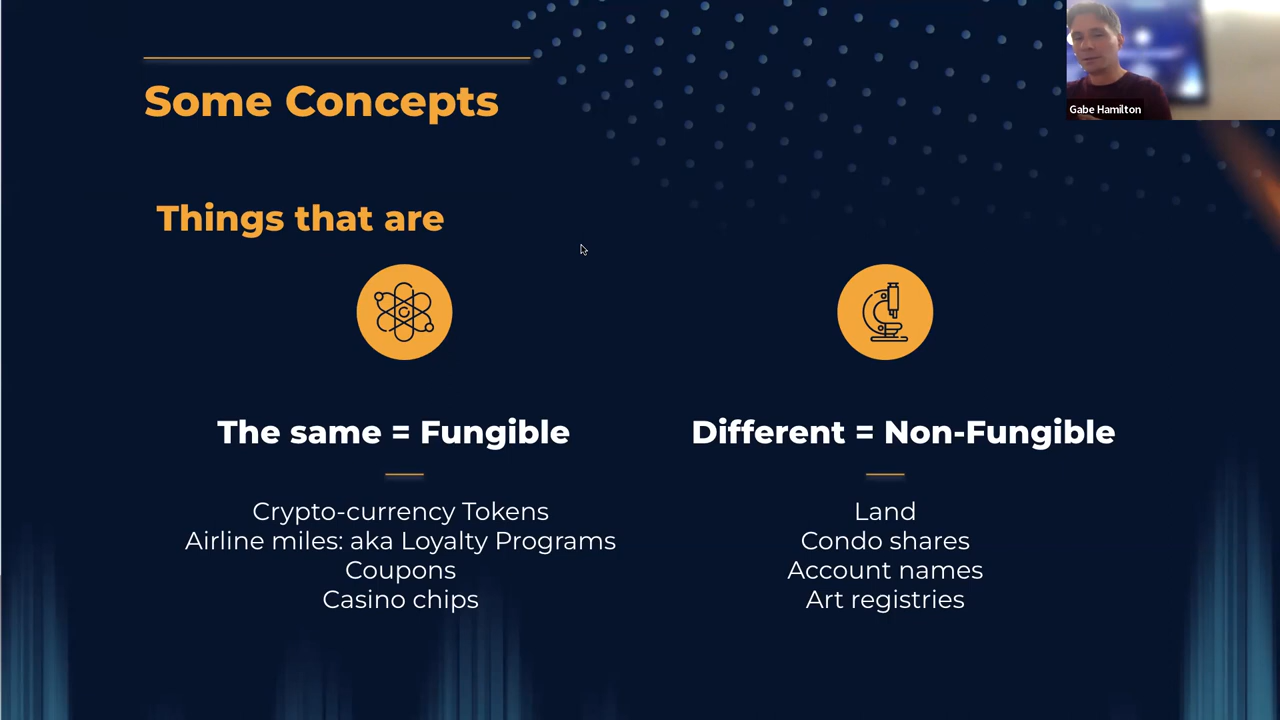 Some Concepts
Gabe Hamilton
Things that are
The same = Fungible
Crypto-currency Tokens
Airline miles: aka Loyalty Programs
Coupons
Casino chips
Different = Non-Fungible
Land
Condo shares
Account names
Art registries